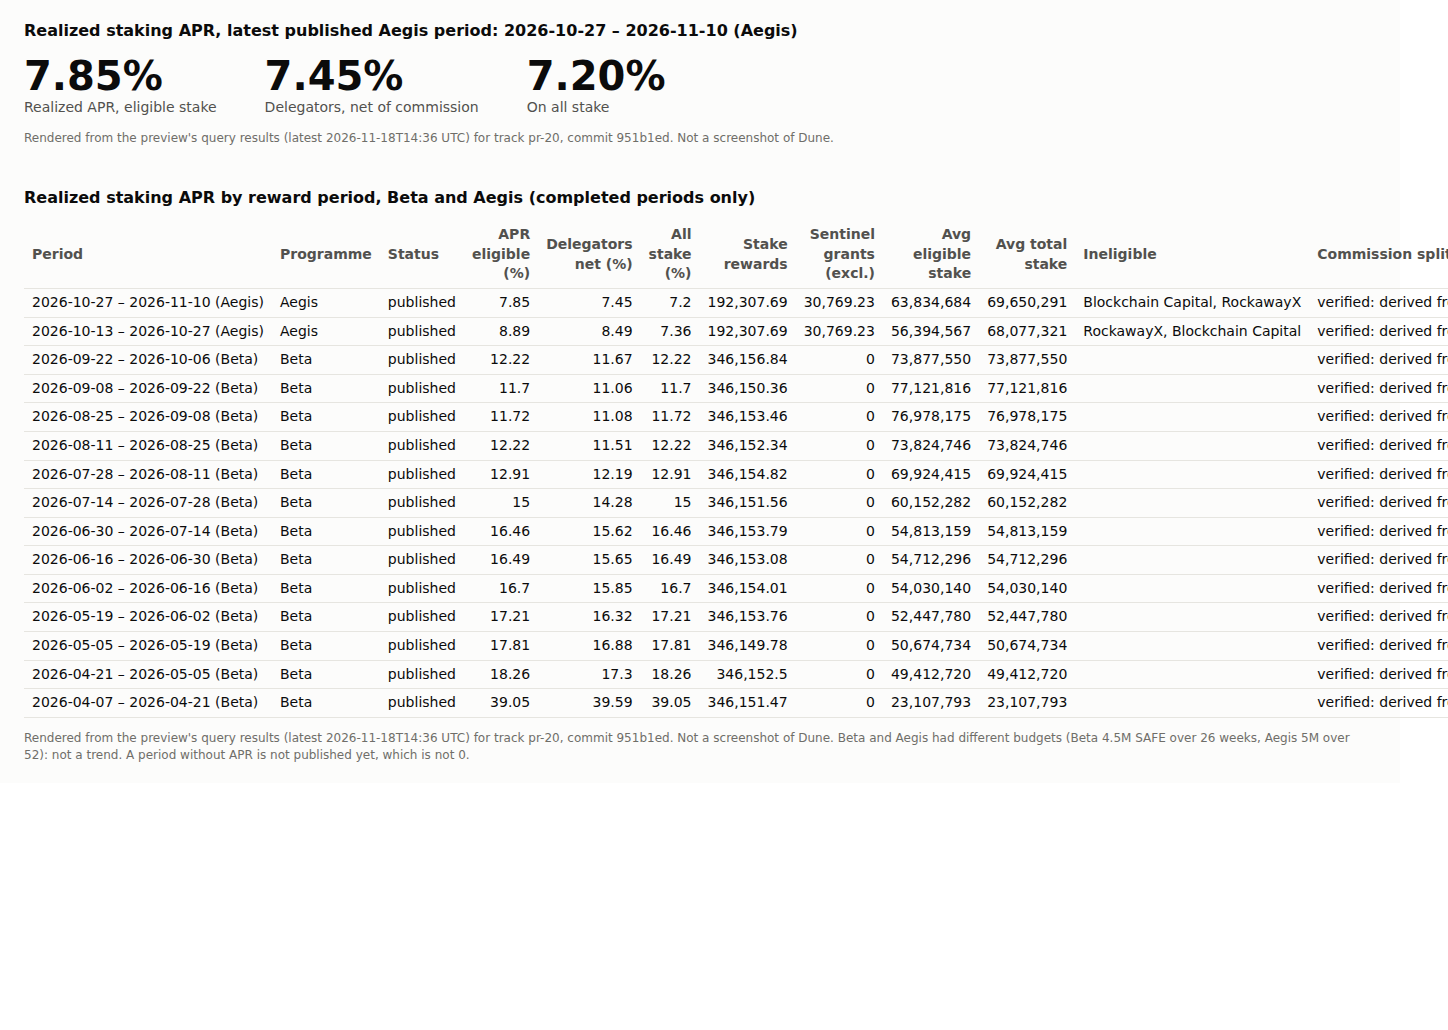 Realized staking APR, latest published Aegis period: 2026-10-27 – 2026-11-10 (Aegis)
7.85% 7.45% 7.20%
Realized APR, eligible stake Delegators, net of commission On all stake
Rendered from the preview's query results (latest 2026-11-18T14:36 UTC) for track pr-20, commit 951b1ed. Not a screenshot of Dune.
Realized staking APR by reward period, Beta and Aegis (completed periods only)
Period Programme Status APR eligible (%) Delegators net (%) All stake (%) Stake rewards Sentinel grants (excl.) Avg eligible stake Avg total stake Ineligible Commission split
2026-10-27 – 2026-11-10 (Aegis) Aegis published 7.85 7.45 7.2 192,307.69 30,769.23 63,834,684 69,650,291 Blockchain Capital, RockawayX verified: derived fr
2026-10-13 – 2026-10-27 (Aegis) Aegis published 8.89 8.49 7.36 192,307.69 30,769.23 56,394,567 68,077,321 RockawayX, Blockchain Capital verified: derived fr
2026-09-22 – 2026-10-06 (Beta) Beta published 12.22 11.67 12.22 346,156.84 0 73,877,550 73,877,550 verified: derived fr
2026-09-08 – 2026-09-22 (Beta) Beta published 11.7 11.06 11.7 346,150.36 0 77,121,816 77,121,816 verified: derived fr
2026-08-25 – 2026-09-08 (Beta) Beta published 11.72 11.08 11.72 346,153.46 0 76,978,175 76,978,175 verified: derived fr
2026-08-11 – 2026-08-25 (Beta) Beta published 12.22 11.51 12.22 346,152.34 0 73,824,746 73,824,746 verified: derived fr
2026-07-28 – 2026-08-11 (Beta) Beta published 12.91 12.19 12.91 346,154.82 0 69,924,415 69,924,415 verified: derived fr
2026-07-14 – 2026-07-28 (Beta) Beta published 15 14.28 15 346,151.56 0 60,152,282 60,152,282 verified: derived fr
2026-06-30 – 2026-07-14 (Beta) Beta published 16.46 15.62 16.46 346,153.79 0 54,813,159 54,813,159 verified: derived fr
2026-06-16 – 2026-06-30 (Beta) Beta published 16.49 15.65 16.49 346,153.08 0 54,712,296 54,712,296 verified: derived fr
2026-06-02 – 2026-06-16 (Beta) Beta published 16.7 15.85 16.7 346,154.01 0 54,030,140 54,030,140 verified: derived fr
2026-05-19 – 2026-06-02 (Beta) Beta published 17.21 16.32 17.21 346,153.76 0 52,447,780 52,447,780 verified: derived fr
2026-05-05 – 2026-05-19 (Beta) Beta published 17.81 16.88 17.81 346,149.78 0 50,674,734 50,674,734 verified: derived fr
2026-04-21 – 2026-05-05 (Beta) Beta published 18.26 17.3 18.26 346,152.5 0 49,412,720 49,412,720 verified: derived fr
2026-04-07 – 2026-04-21 (Beta) Beta published 39.05 39.59 39.05 346,151.47 0 23,107,793 23,107,793 verified: derived fr
Rendered from the preview's query results (latest 2026-11-18T14:36 UTC) for track pr-20, commit 951b1ed. Not a screenshot of Dune. Beta and Aegis had different budgets (Beta 4.5M SAFE over 26 weeks, Aegis 5M over
52): not a trend. A period without APR is not published yet, which is not 0.